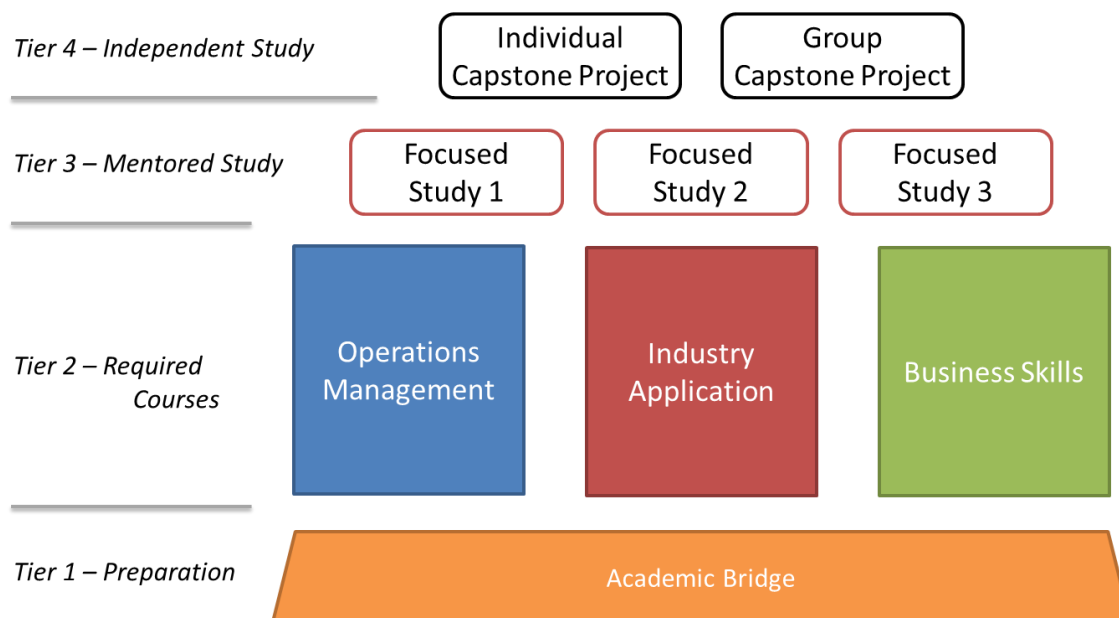 Tier 4 – Independent Study
Individual
Capstone Project
Group
Capstone Project
Tier 3 – Mentored Study
Focused
Study 1
Focused
Study 2
Focused
Study 3
Tier 2 – Required
Courses
Operations
Management
Industry
Application
Business Skills
Tier 1 – Preparation
Academic Bridge